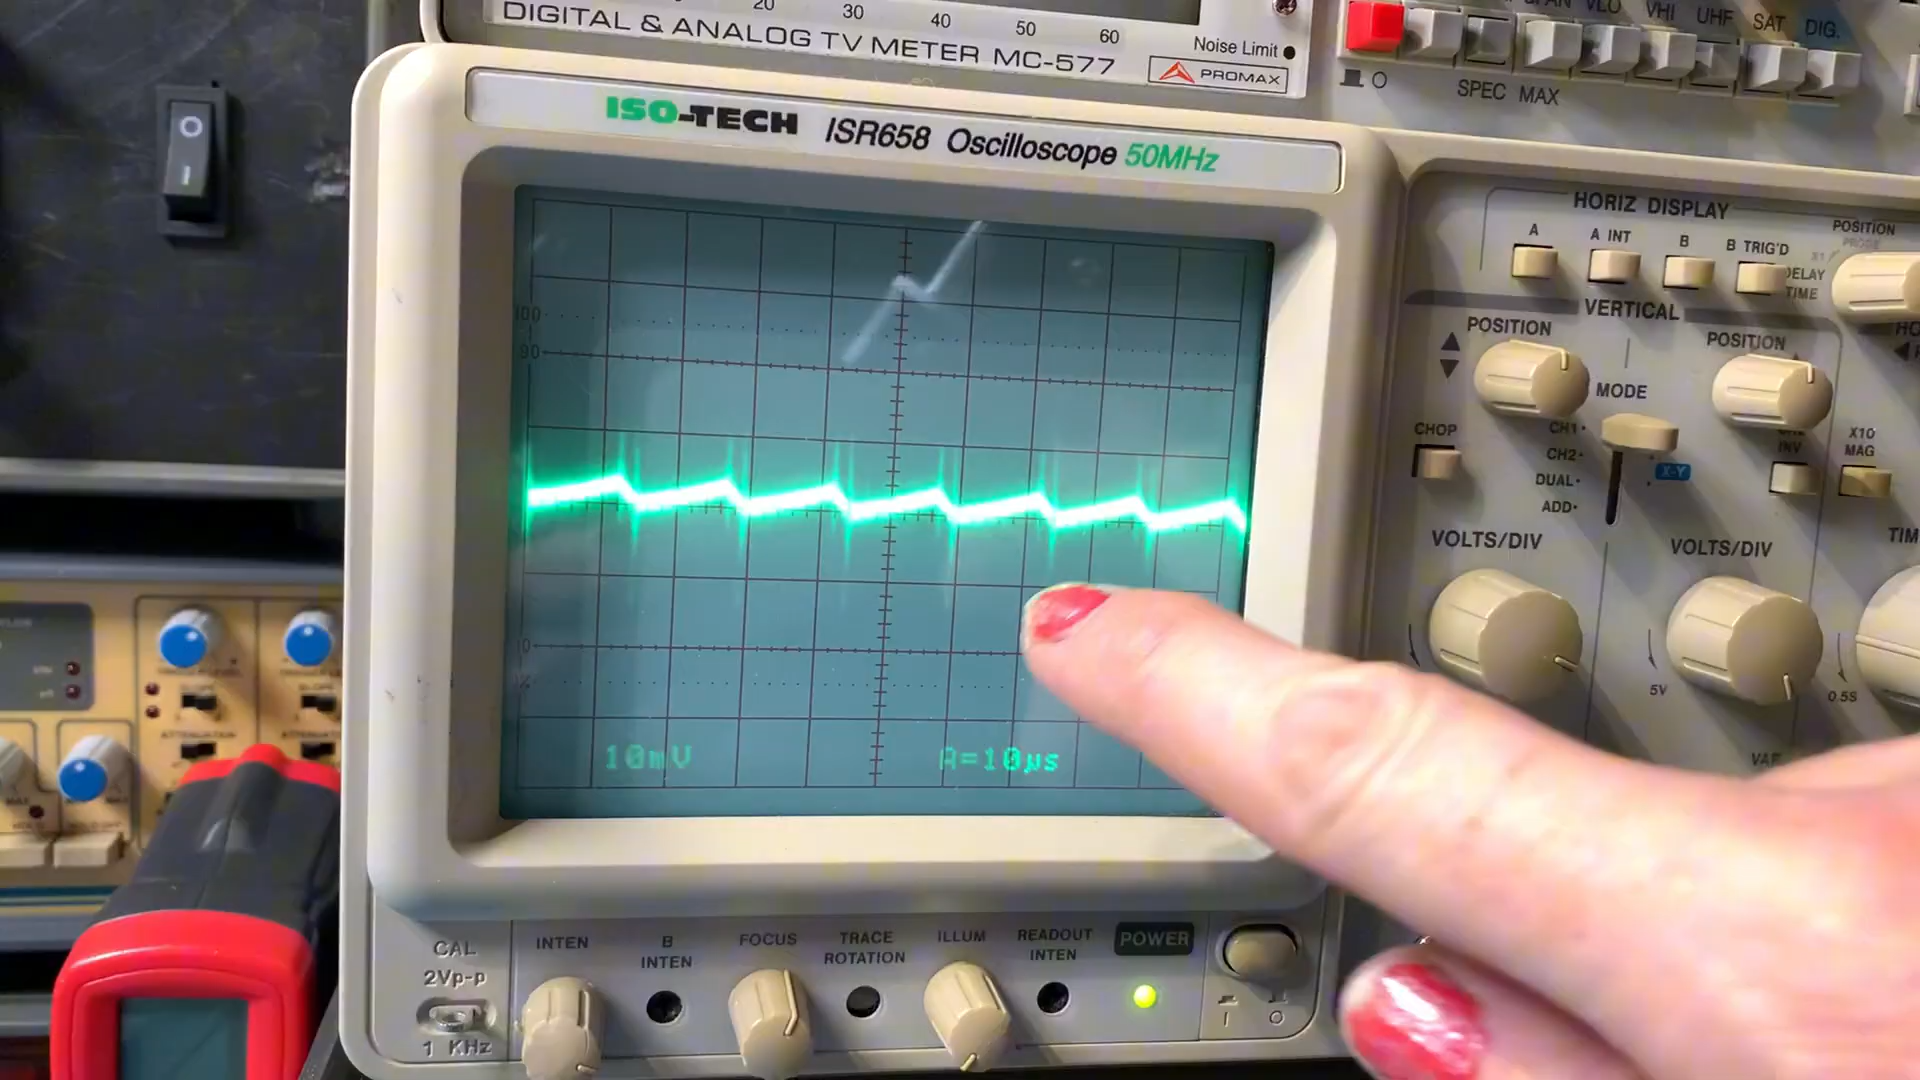 20 30 40 50 60
DIGITAL & ANALOG TV METER MC-577
Noise Limit
PROMAX
VLO VHI UHF SAT DIG.
O
SPEC MAX
ISO-TECH ISR658 Oscilloscope 50MHz
O
I
100
90
10mV A=10µs
HORIZ DISPLAY
A A INT B B TRIG'D
POSITION
DELAY
TIME
VERTICAL
POSITION
POSITION
MODE
CHOP
CH1
CH2
DUAL
ADD
X-Y
INV
X10
MAG
VOLTS/DIV
VOLTS/DIV
5V
0.5S
CAL
2Vp-p
1 KHz
INTEN
B
INTEN
FOCUS
TRACE
ROTATION
ILLUM
READOUT
INTEN
POWER
I O